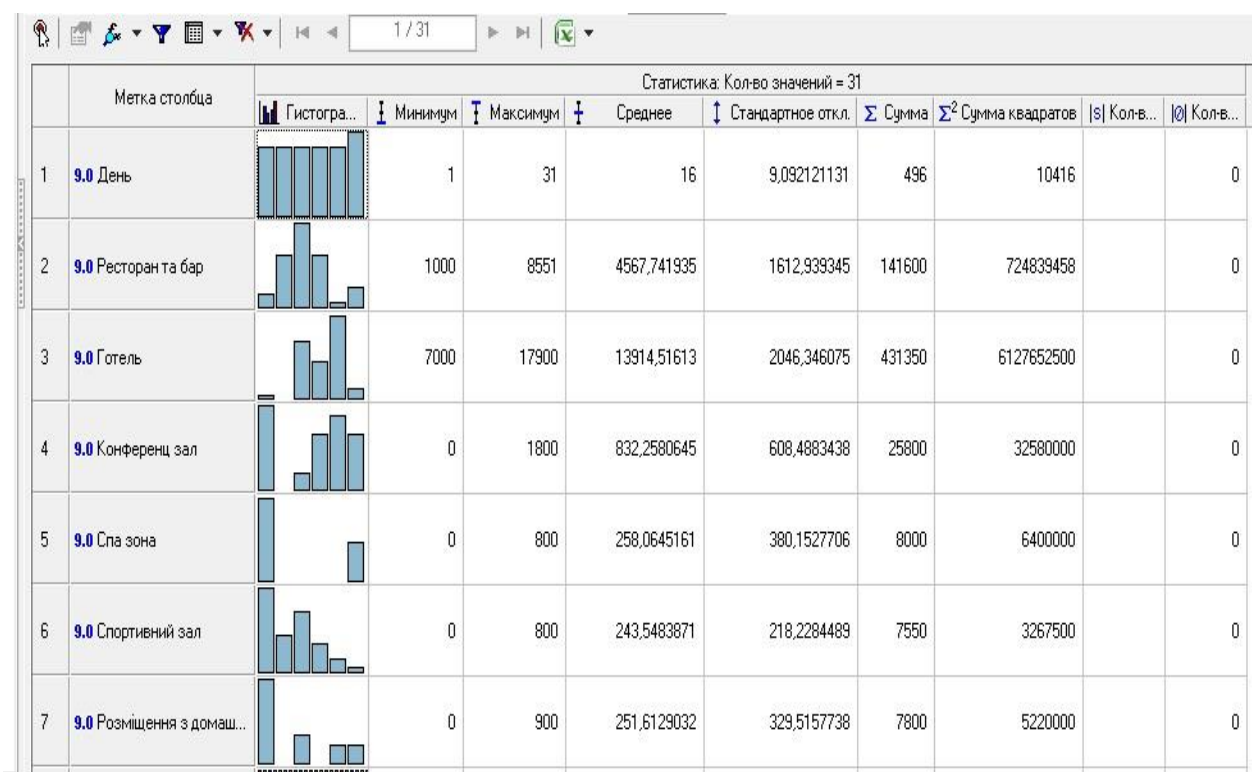 1 / 31
Метка столбца
Статистика: Кол-во значений = 31
Гистогра... Минимум Максимум Среднее Стандартное откл. Σ Сумма Σ² Сумма квадратов |S| Кол-в... |∅| Кол-в...
1 9.0 День 1 31 16 9,092121131 496 10416 0
2 9.0 Ресторан та бар 1000 8551 4567,741935 1612,939345 141600 724839458 0
3 9.0 Готель 7000 17900 13914,51613 2046,346075 431350 6127652500 0
4 9.0 Конференц зал 0 1800 832,2580645 608,4883438 25800 32580000 0
5 9.0 Спа зона 0 800 258,0645161 380,1527706 8000 6400000 0
6 9.0 Спортивний зал 0 800 243,5483871 218,2284489 7550 3267500 0
7 9.0 Розміщення з домаш... 0 900 251,6129032 329,5157738 7800 5220000 0